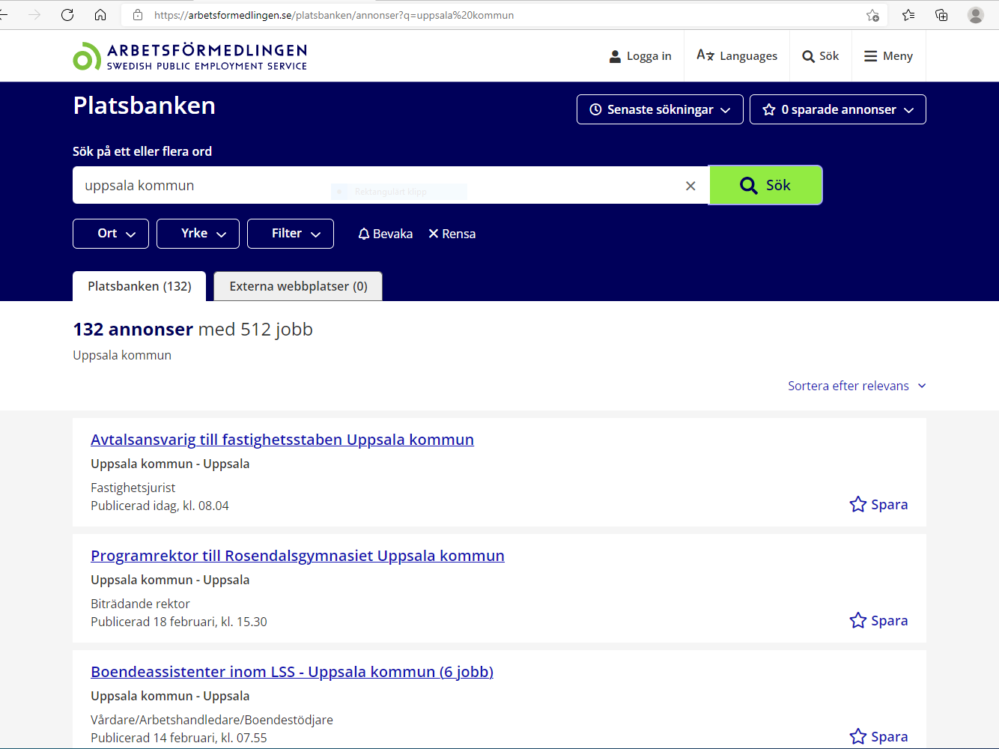 https://arbetsformedlingen.se/platsbanken/annonser?q=uppsala%20kommun
ARBETSFÖRMEDLINGEN
SWEDISH PUBLIC EMPLOYMENT SERVICE
Logga in
Languages
Sök
Meny
Platsbanken
Senaste sökningar
0 sparade annonser
Sök på ett eller flera ord
uppsala kommun
Rektangulärt klipp
Sök
Ort
Yrke
Filter
Bevaka
Rensa
Platsbanken (132)
Externa webbplatser (0)
132 annonser med 512 jobb
Uppsala kommun
Sortera efter relevans
Avtalsansvarig till fastighetsstaben Uppsala kommun
Uppsala kommun - Uppsala
Fastighetsjurist
Publicerad idag, kl. 08.04
Spara
Programrektor till Rosendalsgymnasiet Uppsala kommun
Uppsala kommun - Uppsala
Biträdande rektor
Publicerad 18 februari, kl. 15.30
Spara
Boendeassistenter inom LSS - Uppsala kommun (6 jobb)
Uppsala kommun - Uppsala
Vårdare/Arbetshandledare/Boendestödjare
Publicerad 14 februari, kl. 07.55
Spara